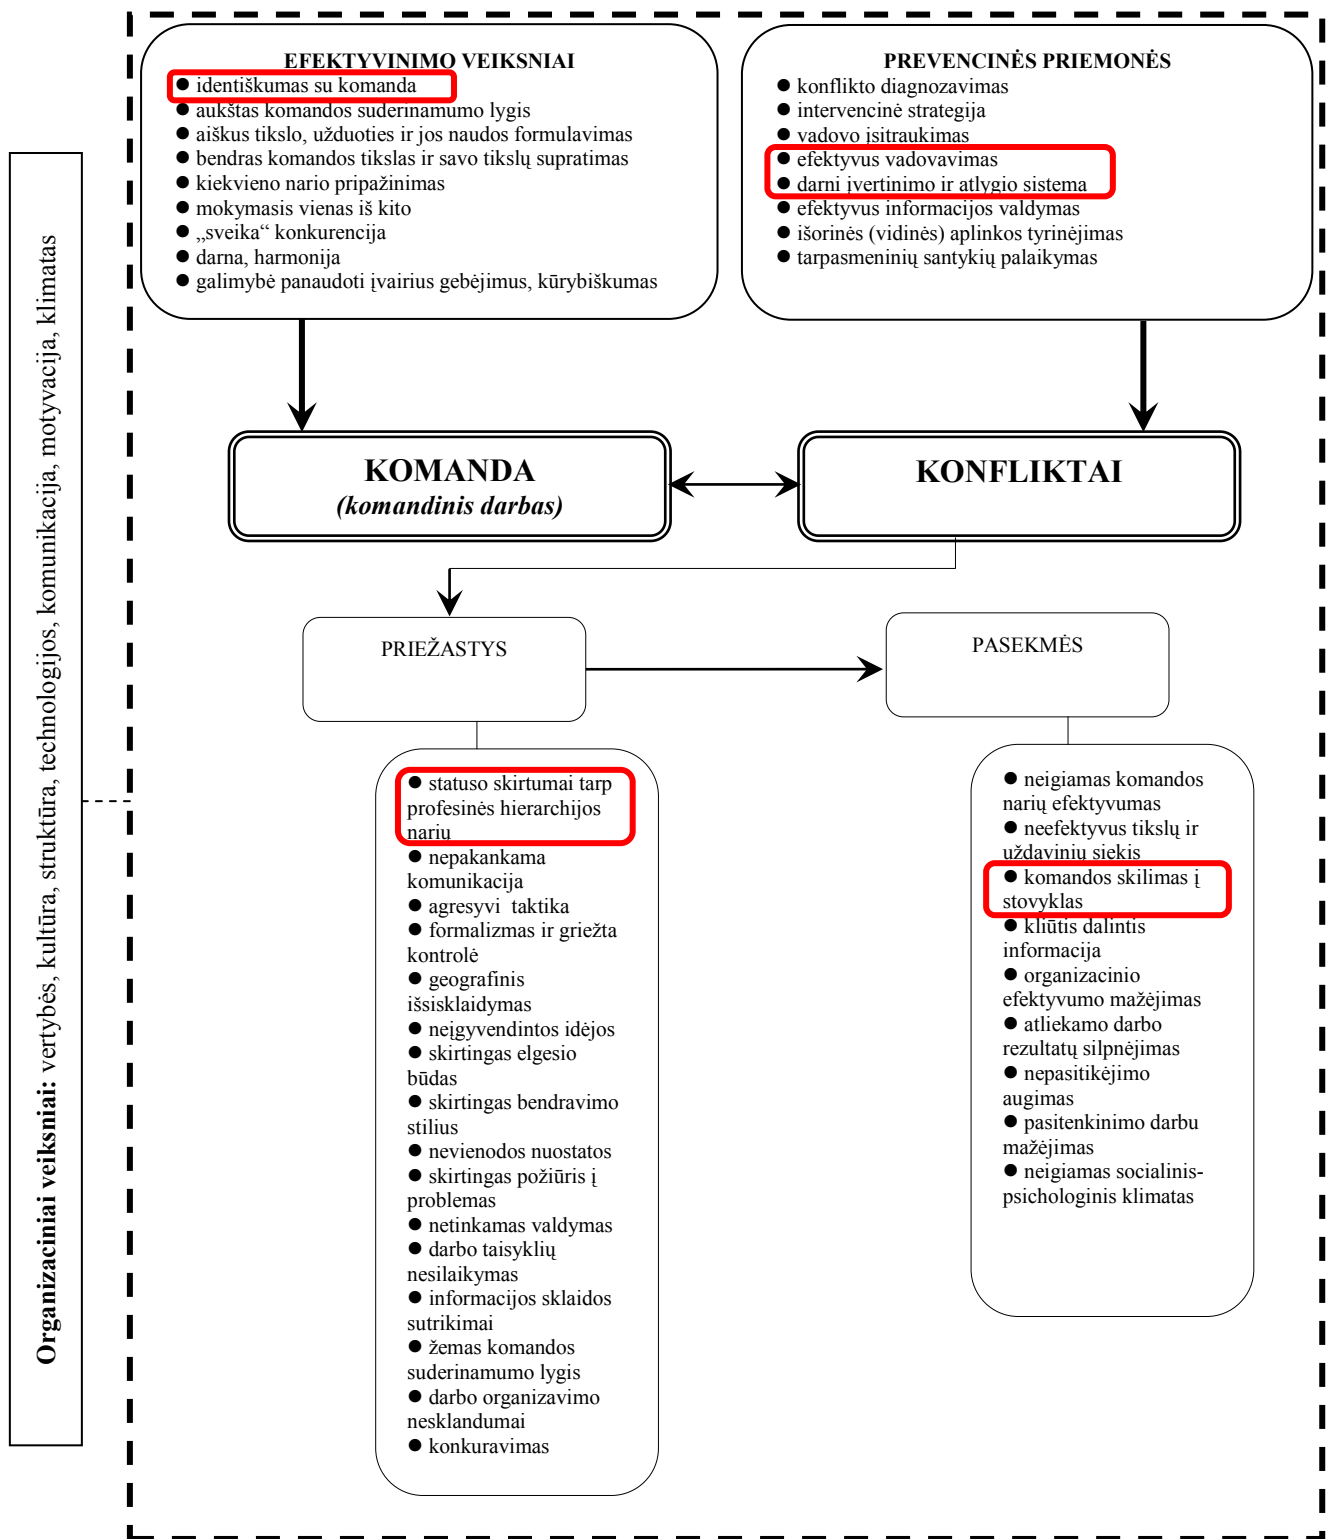 Organizaciniai veiksniai: vertybės, kultūra, struktūra, technologijos, komunikacija, motyvacija, klimatas
EFEKTYVINIMO VEIKSNIAI
● identiškumas su komanda
● aukštas komandos suderinamumo lygis
● aiškus tikslo, užduoties ir jos naudos formulavimas
● bendras komandos tikslas ir savo tikslų supratimas
● kiekvieno nario pripažinimas
● mokymasis vienas iš kito
● „sveika“ konkurencija
● darna, harmonija
● galimybė panaudoti įvairius gebėjimus, kūrybiškumas
PREVENCINĖS PRIEMONĖS
● konflikto diagnozavimas
● intervencinė strategija
● vadovo įsitraukimas
● efektyvus vadovavimas
● darni įvertinimo ir atlygio sistema
● efektyvus informacijos valdymas
● išorinės (vidinės) aplinkos tyrinėjimas
● tarpasmeninių santykių palaikymas
KOMANDA
(komandinis darbas)
KONFLIKTAI
PRIEŽASTYS
PASEKMĖS
● statuso skirtumai tarp
profesinės hierarchijos
narių
● nepakankama
komunikacija
● agresyvi taktika
● formalizmas ir griežta
kontrolė
● geografinis
išsisklaidymas
● neįgyvendintos idėjos
● skirtingas elgesio
būdas
● skirtingas bendravimo
stilius
● nevienodos nuostatos
● skirtingas požiūris į
problemas
● netinkamas valdymas
● darbo taisyklių
nesilaikymas
● informacijos sklaidos
sutrikimai
● žemas komandos
suderinamumo lygis
● darbo organizavimo
nesklandumai
● konkuravimas
● neigiamas komandos
narių efektyvumas
● neefektyvus tikslų ir
uždavinių siekis
● komandos skilimas į
stovyklas
● kliūtis dalintis
informacija
● organizacinio
efektyvumo mažėjimas
● atliekamo darbo
rezultatų silpnėjimas
● nepasitikėjimo
augimas
● pasitenkinimo darbu
mažėjimas
● neigiamas socialinis-
psichologinis klimatas